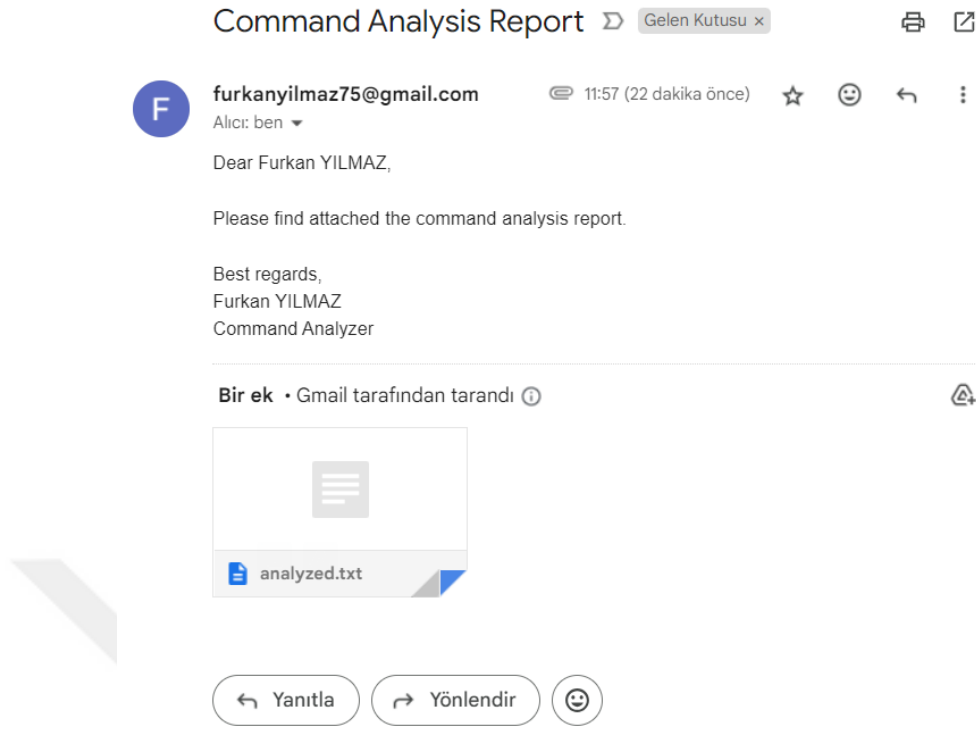 Command Analysis Report Gelen Kutusu ×
furkanyilmaz75@gmail.com 11:57 (22 dakika önce)
Alıcı: ben
Dear Furkan YILMAZ,
Please find attached the command analysis report.
Best regards,
Furkan YILMAZ
Command Analyzer
Bir ek • Gmail tarafından tarandı
analyzed.txt
Yanıtla Yönlendir